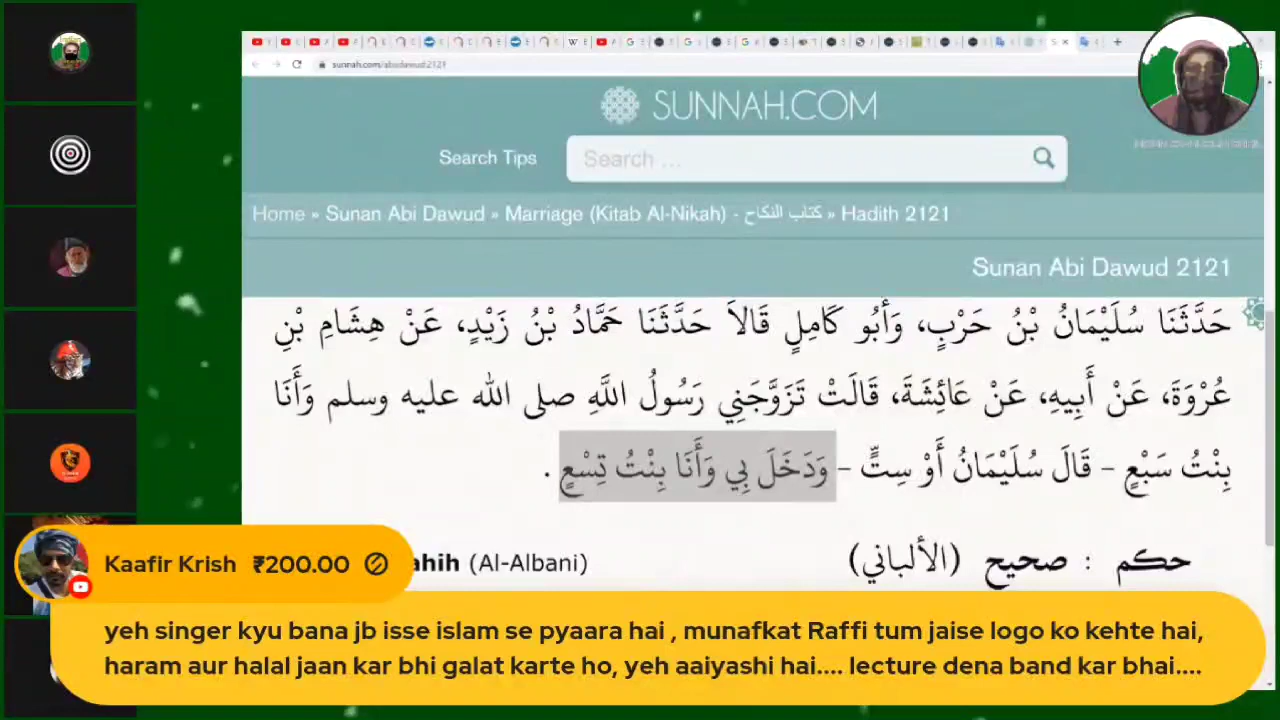 sunnah.com/abudawud:2121
SUNNAH.COM
Search Tips
Search ...
Home » Sunan Abi Dawud » Marriage (Kitab Al-Nikah) - كتاب النكاح » Hadith 2121
Sunan Abi Dawud 2121
حَدَّثَنَا سُلَيْمَانُ بْنُ حَرْبٍ، وَأَبُو كَامِلٍ قَالاَ حَدَّثَنَا حَمَّادُ بْنُ زَيْدٍ، عَنْ هِشَامِ بْنِ
عُرْوَةَ، عَنْ أَبِيهِ، عَنْ عَائِشَةَ، قَالَتْ تَزَوَّجَنِي رَسُولُ اللَّهِ صلى الله عليه وسلم وَأَنَا
بِنْتُ سَبْعٍ – قَالَ سُلَيْمَانُ أَوْ سِتٍّ – وَدَخَلَ بِي وَأَنَا بِنْتُ تِسْعٍ .
ahih (Al-Albani)
حكم : صحيح (الألباني)
Kaafir Krish ₹200.00
yeh singer kyu bana jb isse islam se pyaara hai , munafkat Raffi tum jaise logo ko kehte hai,
haram aur halal jaan kar bhi galat karte ho, yeh aaiyashi hai.... lecture dena band kar bhai....